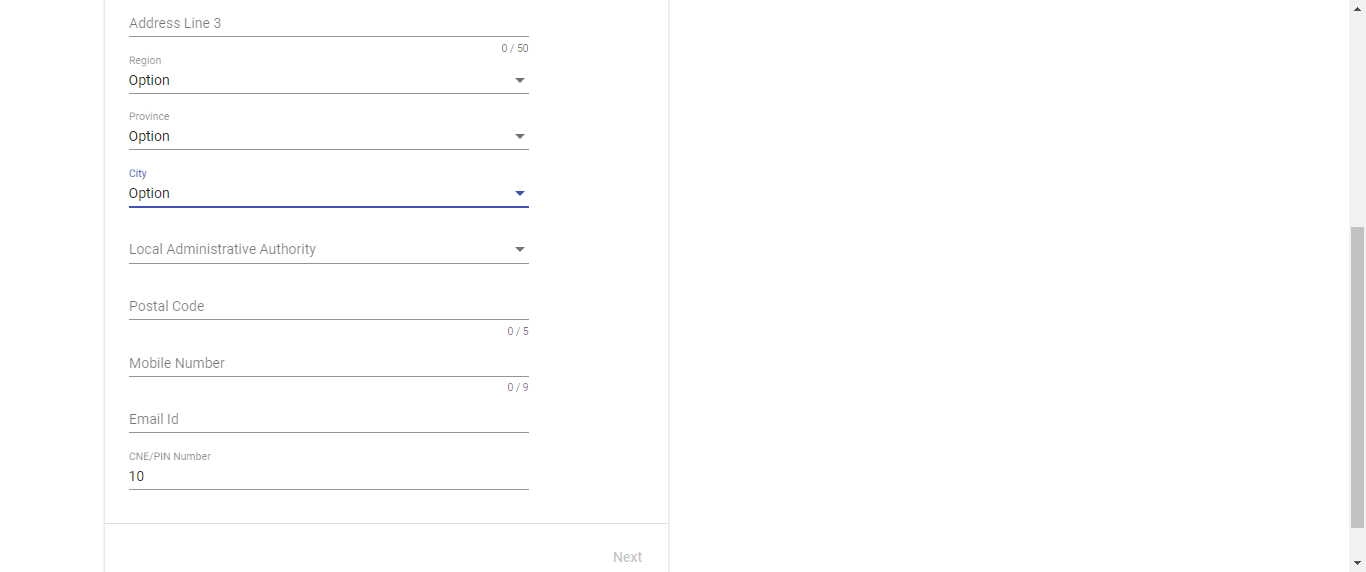 Address Line 3
0 / 50
Region
Option
Province
Option
City
Option
Local Administrative Authority
Postal Code
0 / 5
Mobile Number
0 / 9
Email Id
CNE/PIN Number
10
Next